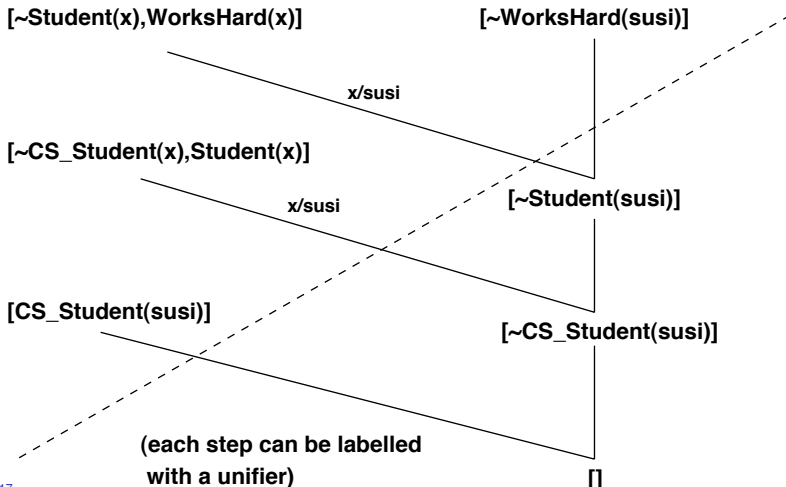 [~Student(x),WorksHard(x)]
[~WorksHard(susi)]
x/susi
[~CS_Student(x),Student(x)]
x/susi
[~Student(susi)]
[CS_Student(susi)]
[~CS_Student(susi)]
(each step can be labelled
with a unifier)
[]
17